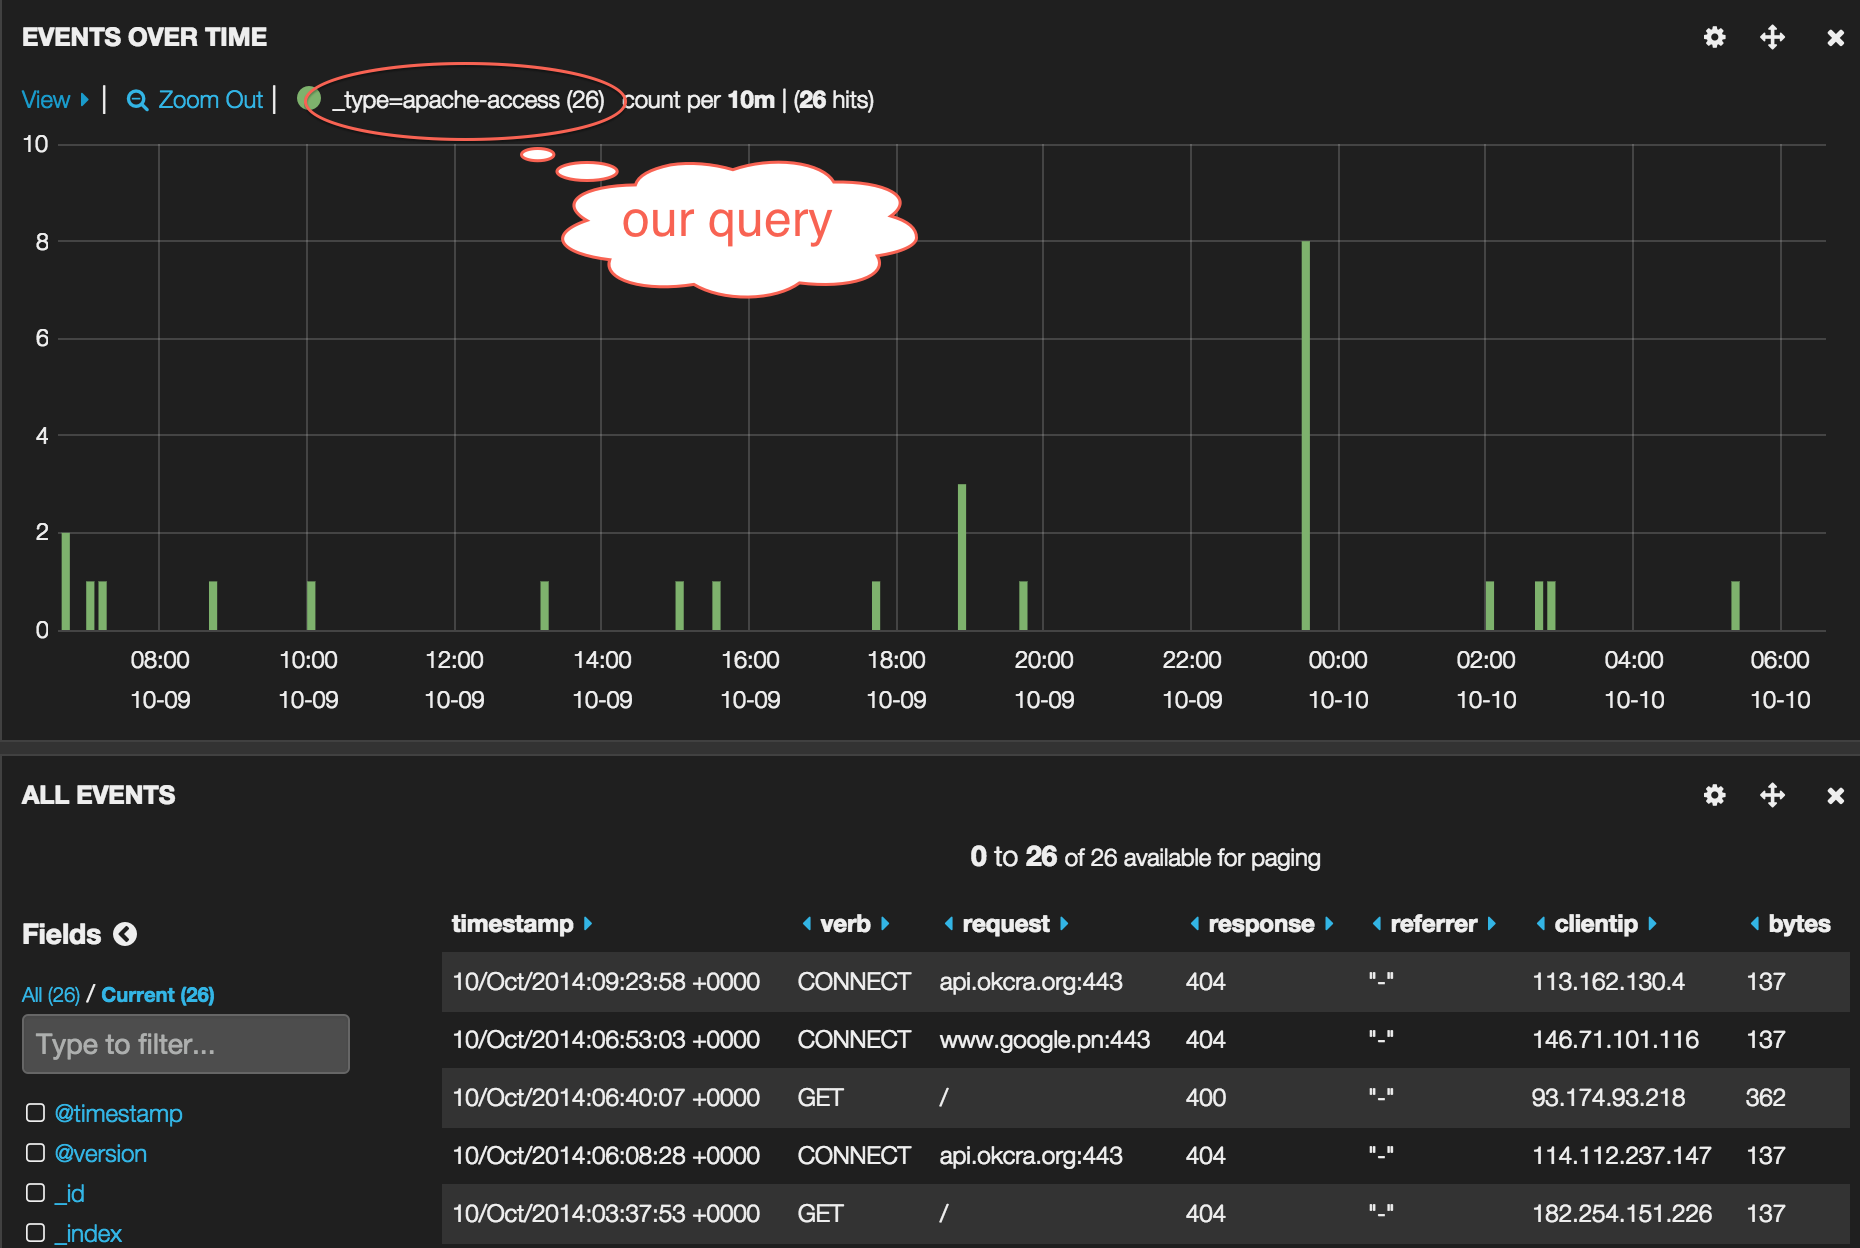 EVENTS OVER TIME
View | Zoom Out | _type=apache-access (26) count per 10m | (26 hits)
our query
10
8
6
4
2
0
08:00 10:00 12:00 14:00 16:00 18:00 20:00 22:00 00:00 02:00 04:00 06:00
10-09 10-09 10-09 10-09 10-09 10-09 10-09 10-09 10-10 10-10 10-10 10-10
ALL EVENTS
0 to 26 of 26 available for paging
Fields
All (26) / Current (26)
Type to filter...
@timestamp
@version
_id
_index
timestamp verb request response referrer clientip bytes
10/Oct/2014:09:23:58 +0000 CONNECT api.okcra.org:443 404 "-" 113.162.130.4 137
10/Oct/2014:06:53:03 +0000 CONNECT www.google.pn:443 404 "-" 146.71.101.116 137
10/Oct/2014:06:40:07 +0000 GET / 400 "-" 93.174.93.218 362
10/Oct/2014:06:08:28 +0000 CONNECT api.okcra.org:443 404 "-" 114.112.237.147 137
10/Oct/2014:03:37:53 +0000 GET / 404 "-" 182.254.151.226 137